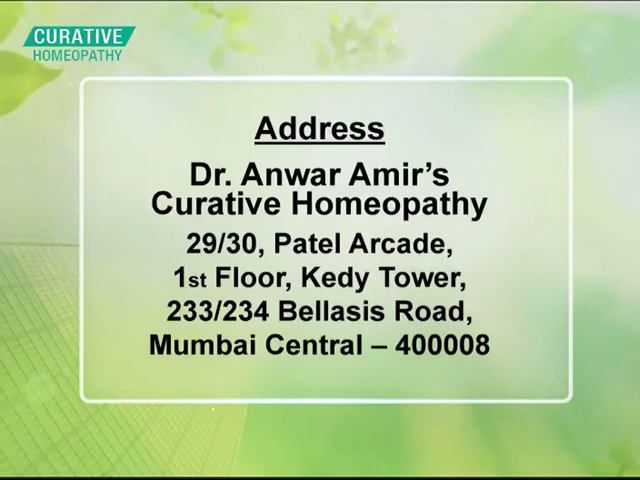 CURATIVE
HOMEOPATHY
Address
Dr. Anwar Amir’s
Curative Homeopathy
29/30, Patel Arcade,
1st Floor, Kedy Tower,
233/234 Bellasis Road,
Mumbai Central – 400008